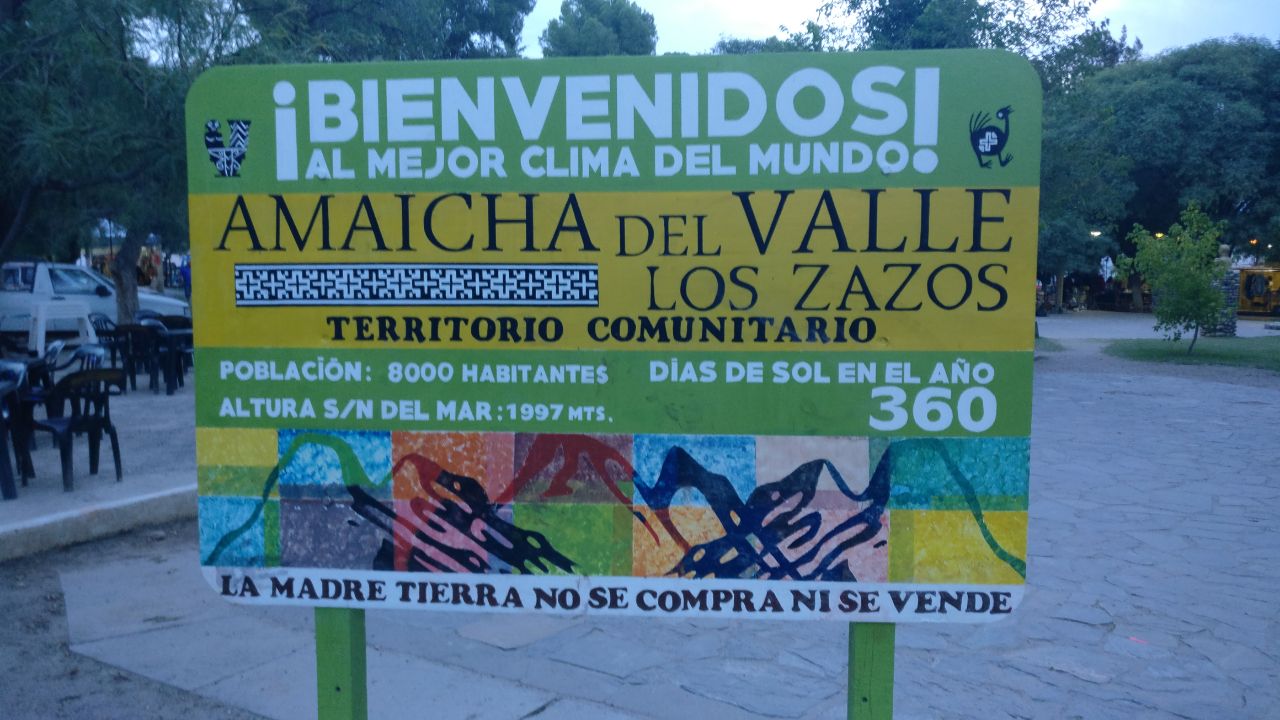 ¡BIENVENIDOS!
AL MEJOR CLIMA DEL MUNDO
AMAICHA DEL VALLE
LOS ZAZOS
TERRITORIO COMUNITARIO
POBLACIÓN: 8000 HABITANTES
ALTURA S/N DEL MAR: 1997 MTS.
DÍAS DE SOL EN EL AÑO
360
LA MADRE TIERRA NO SE COMPRA NI SE VENDE